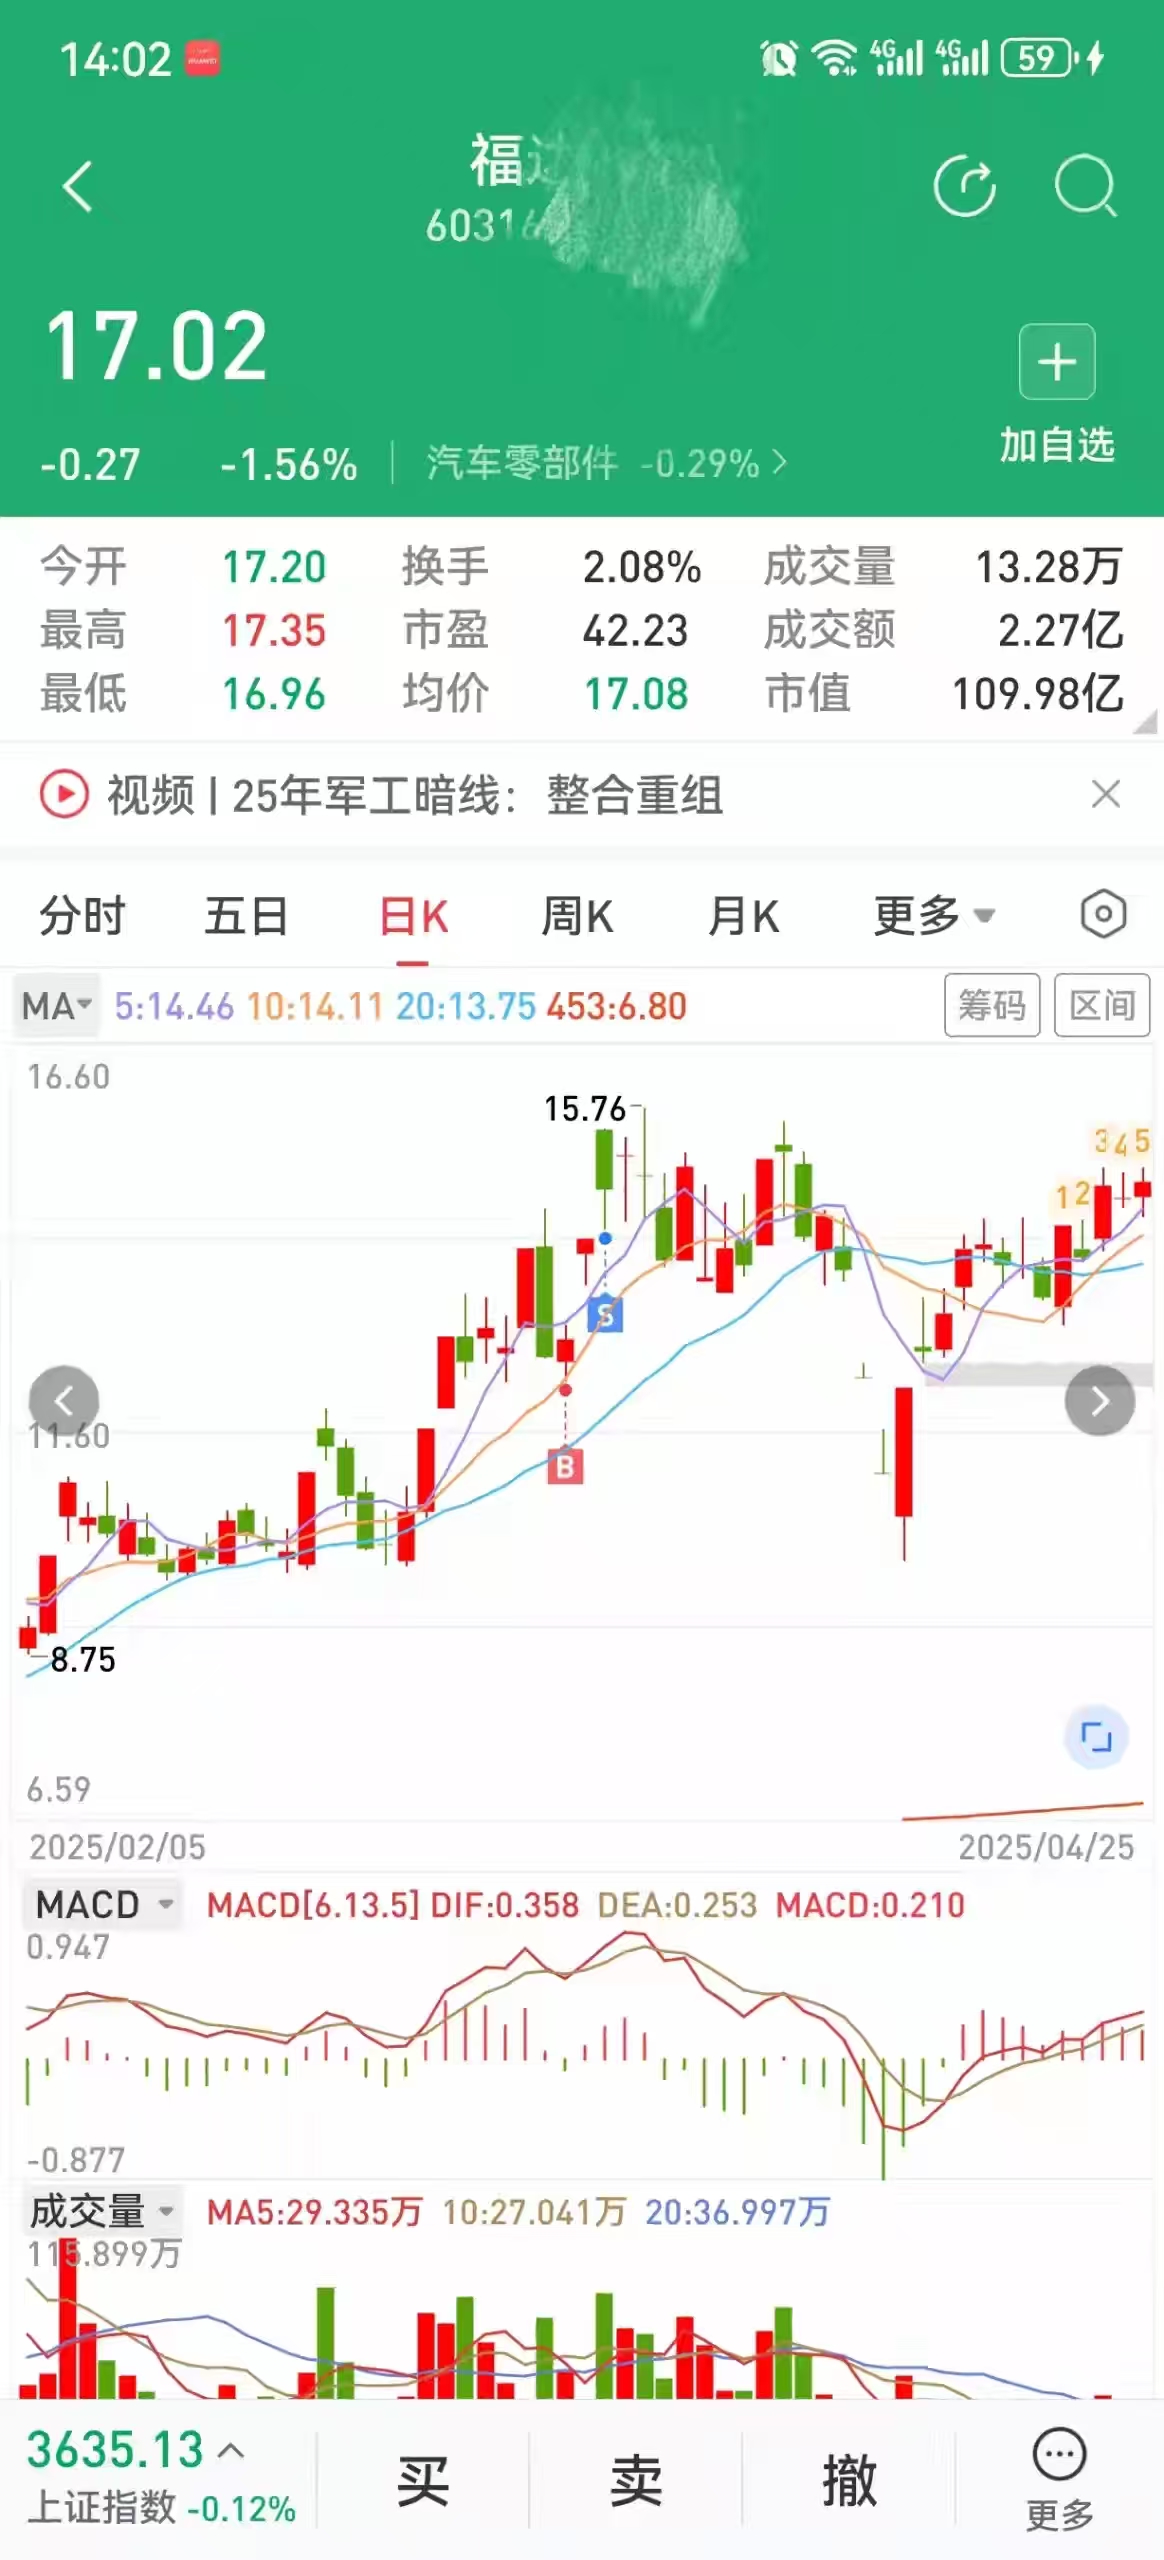 14:02 HUAWEI 4G 4G 59
福
60316
17.02
加自选
-0.27 -1.56% 汽车零部件 -0.29%
今开 17.20 换手 2.08% 成交量 13.28万
最高 17.35 市盈 42.23 成交额 2.27亿
最低 16.96 均价 17.08 市值 109.98亿
视频 | 25年军工暗线：整合重组
分时 五日 日K 周K 月K 更多
MA 5:14.46 10:14.11 20:13.75 453:6.80 筹码 区间
16.60
15.76
3 4 5
1 2
S
11.60
B
8.75
6.59
2025/02/05 2025/04/25
MACD MACD[6.13.5] DIF:0.358 DEA:0.253 MACD:0.210
0.947
-0.877
成交量 MA5:29.335万 10:27.041万 20:36.997万
115.899万
3635.13 买 卖 撤
上证指数 -0.12% 更多